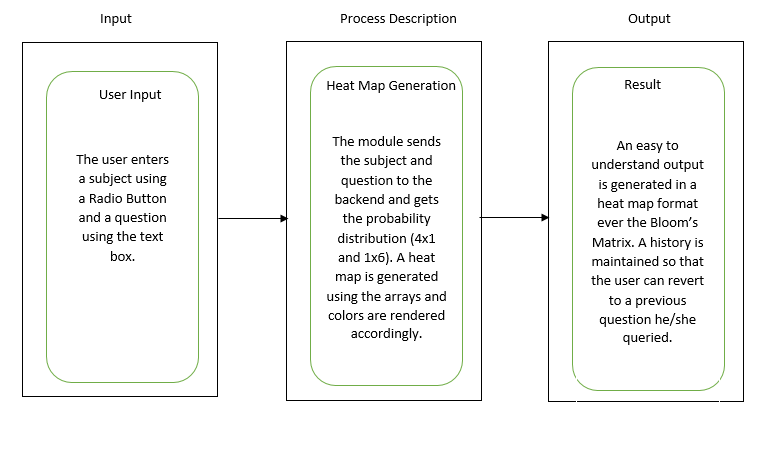 Input
Process Description
Output
User Input
The user enters
a subject using
a Radio Button
and a question
using the text
box.
Heat Map Generation
The module sends
the subject and
question to the
backend and gets
the probability
distribution (4x1
and 1x6). A heat
map is generated
using the arrays and
colors are rendered
accordingly.
Result
An easy to
understand output
is generated in a
heat map format
ever the Bloom’s
Matrix. A history is
maintained so that
the user can revert
to a previous
question he/she
queried.